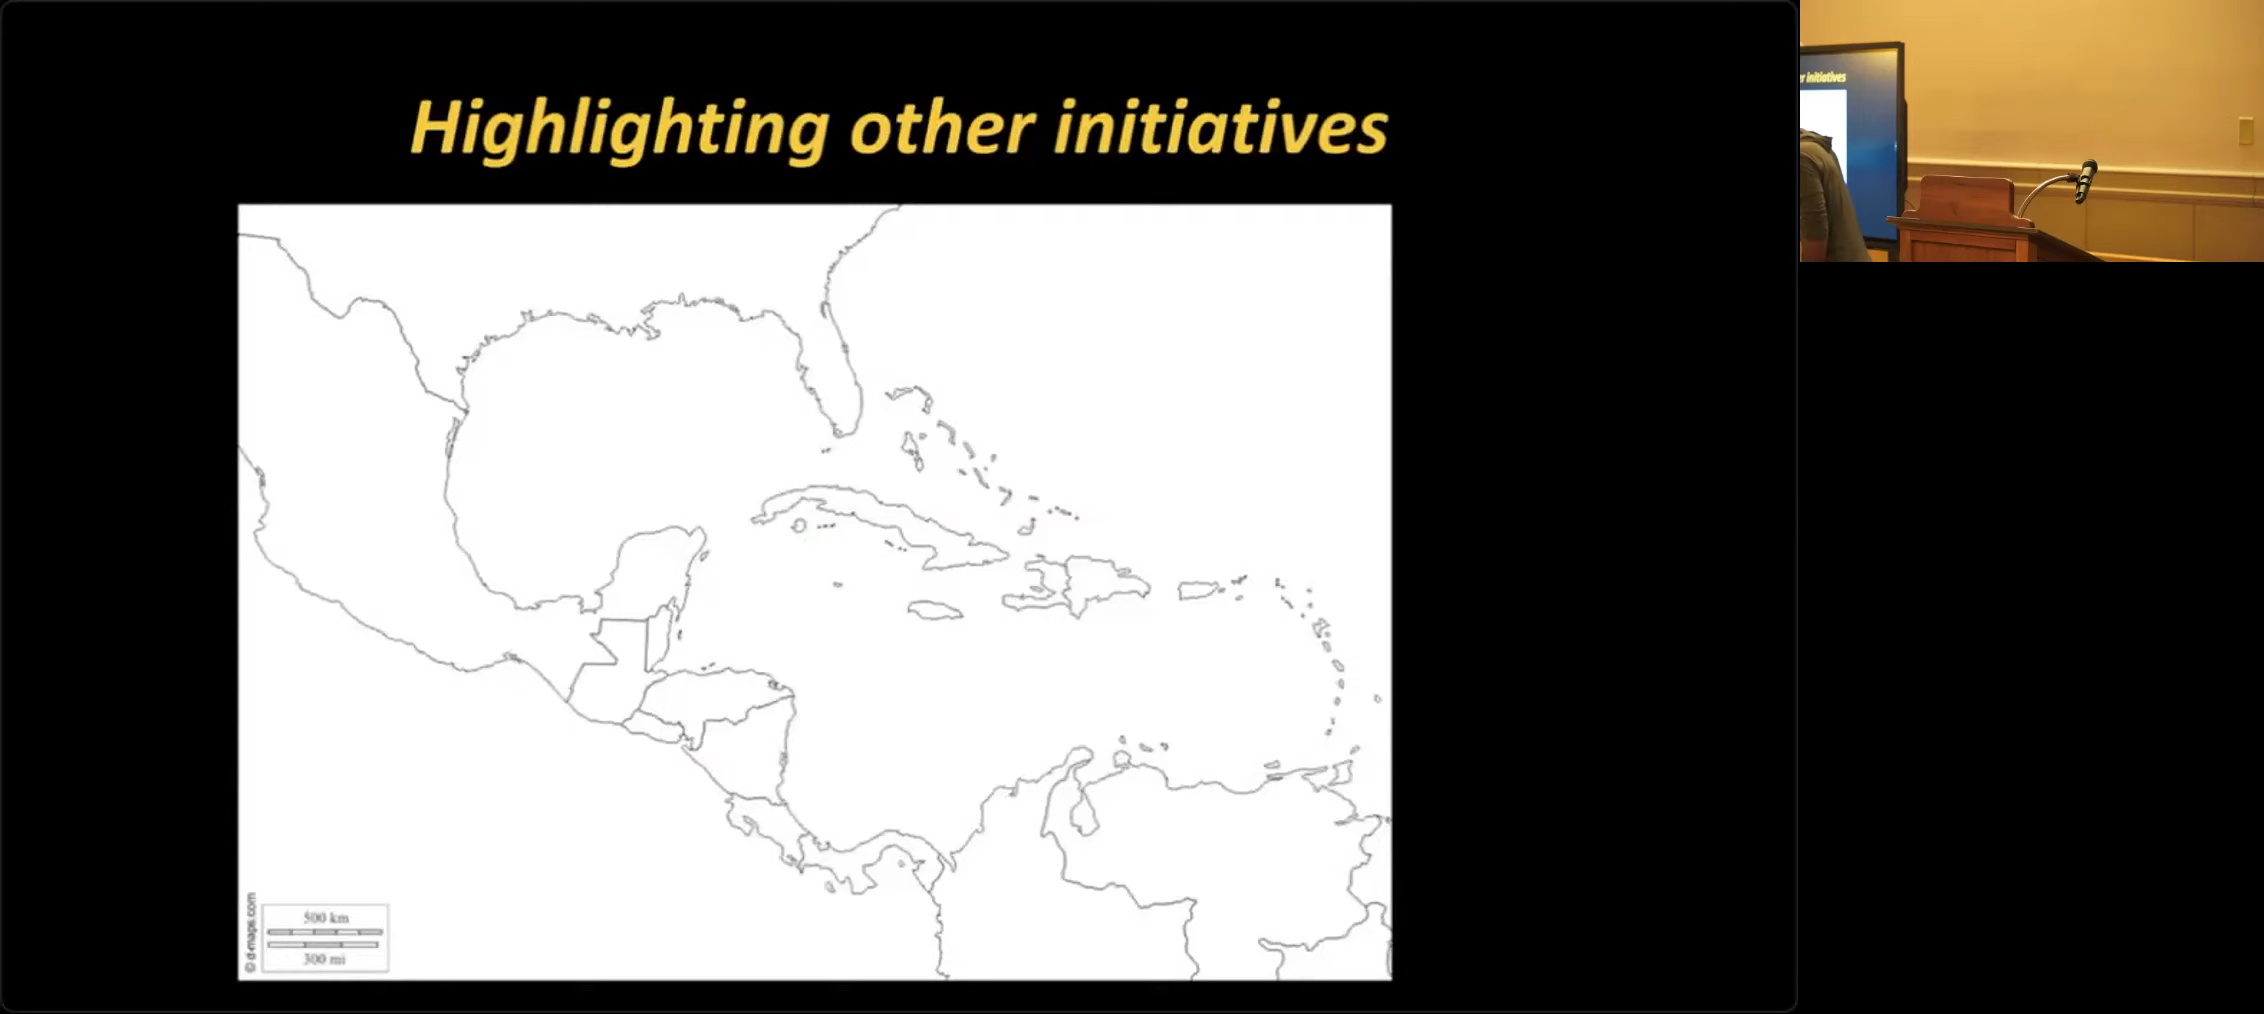 Highlighting other initiatives
r initiatives
© d-maps.com
500 km
300 mi